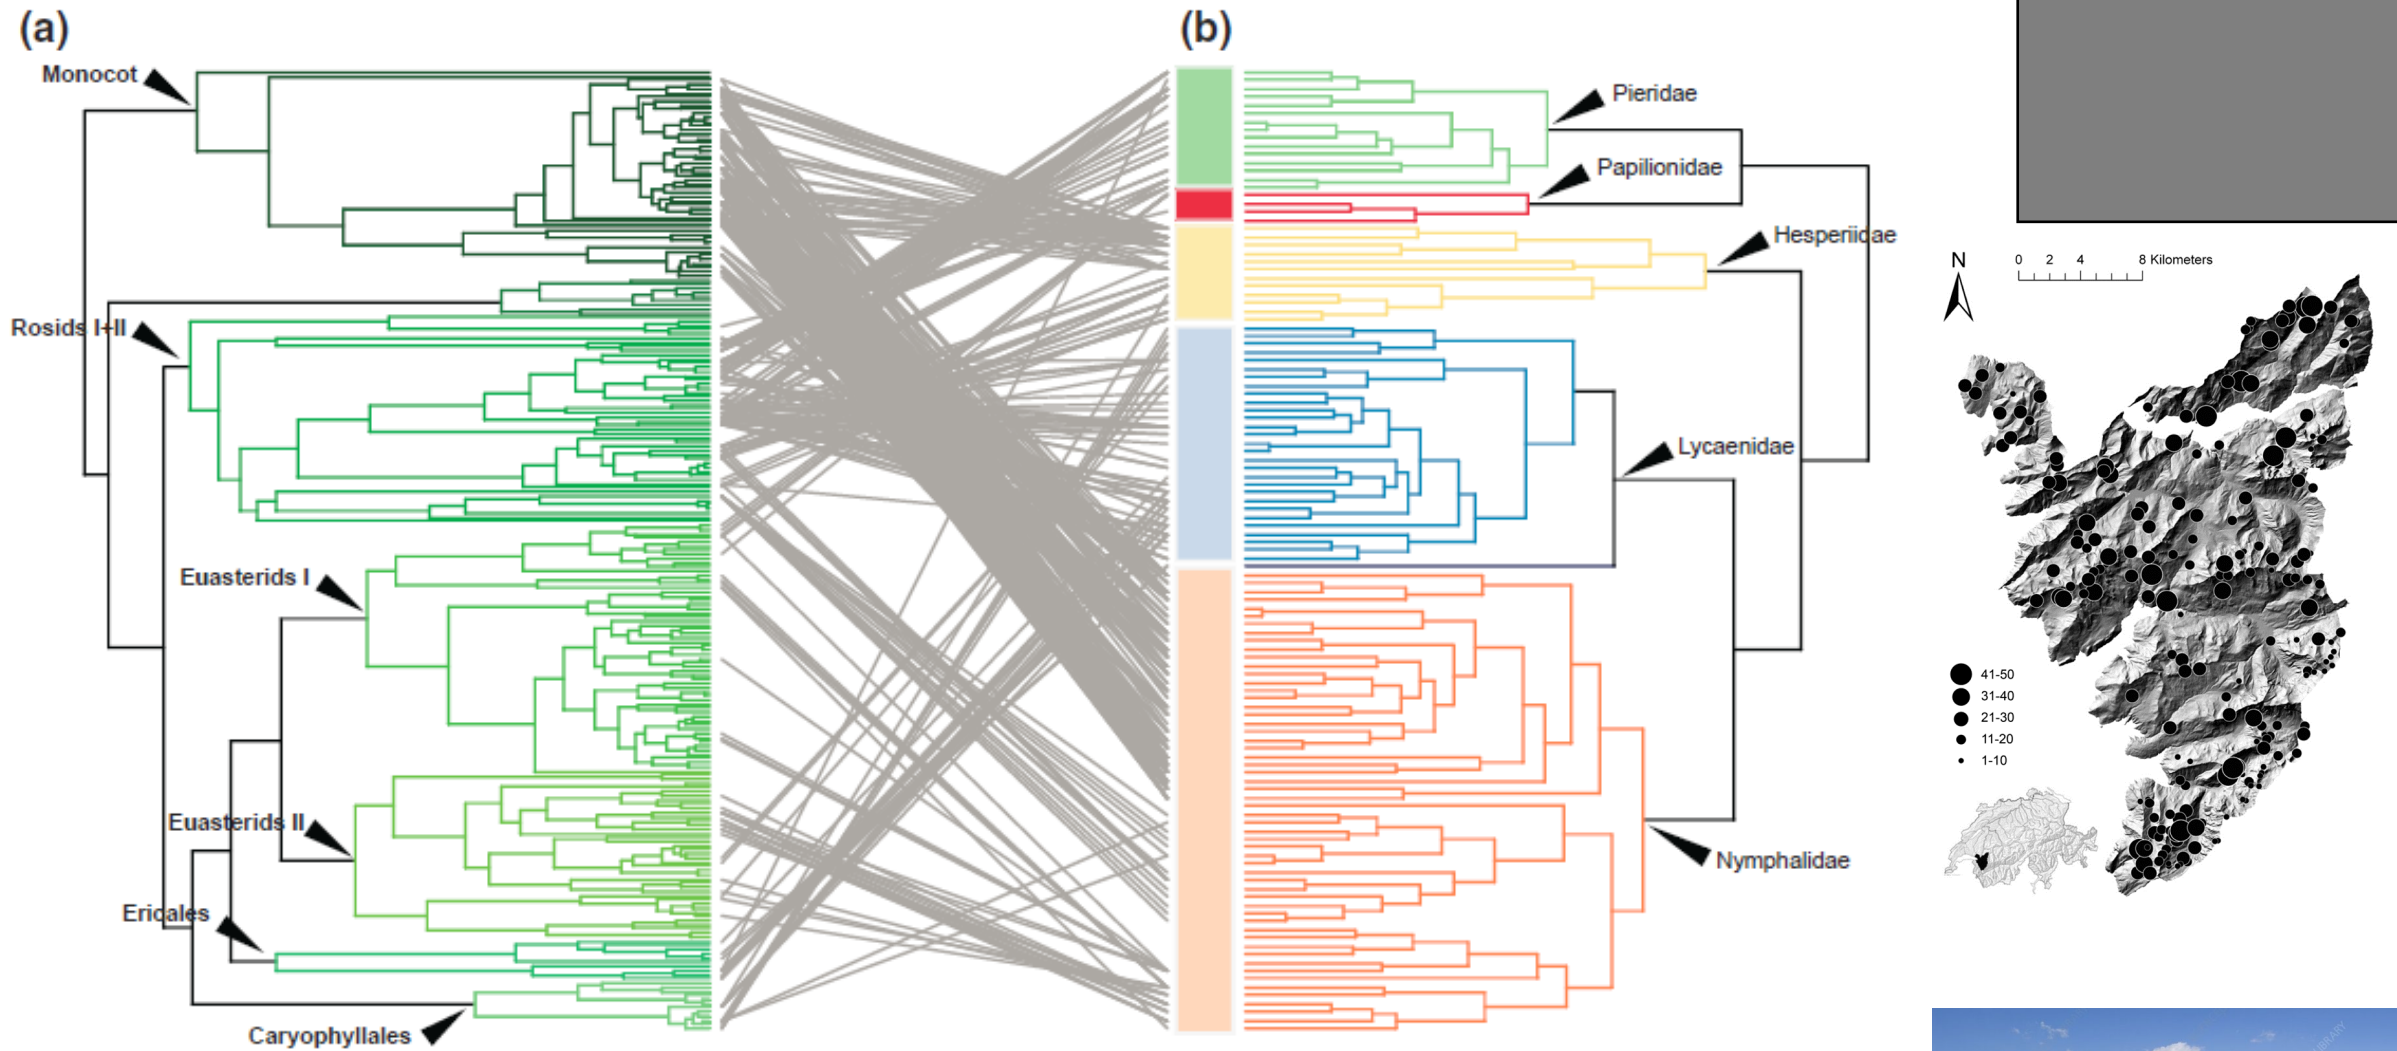 (a)
Monocot
Rosids I+II
Euasterids I
Euasterids II
Ericales
Caryophyllales
(b)
Pieridae
Papilionidae
Hesperiidae
Lycaenidae
Nymphalidae
N
0 2 4 8 Kilometers
41-50
31-40
21-30
11-20
1-10